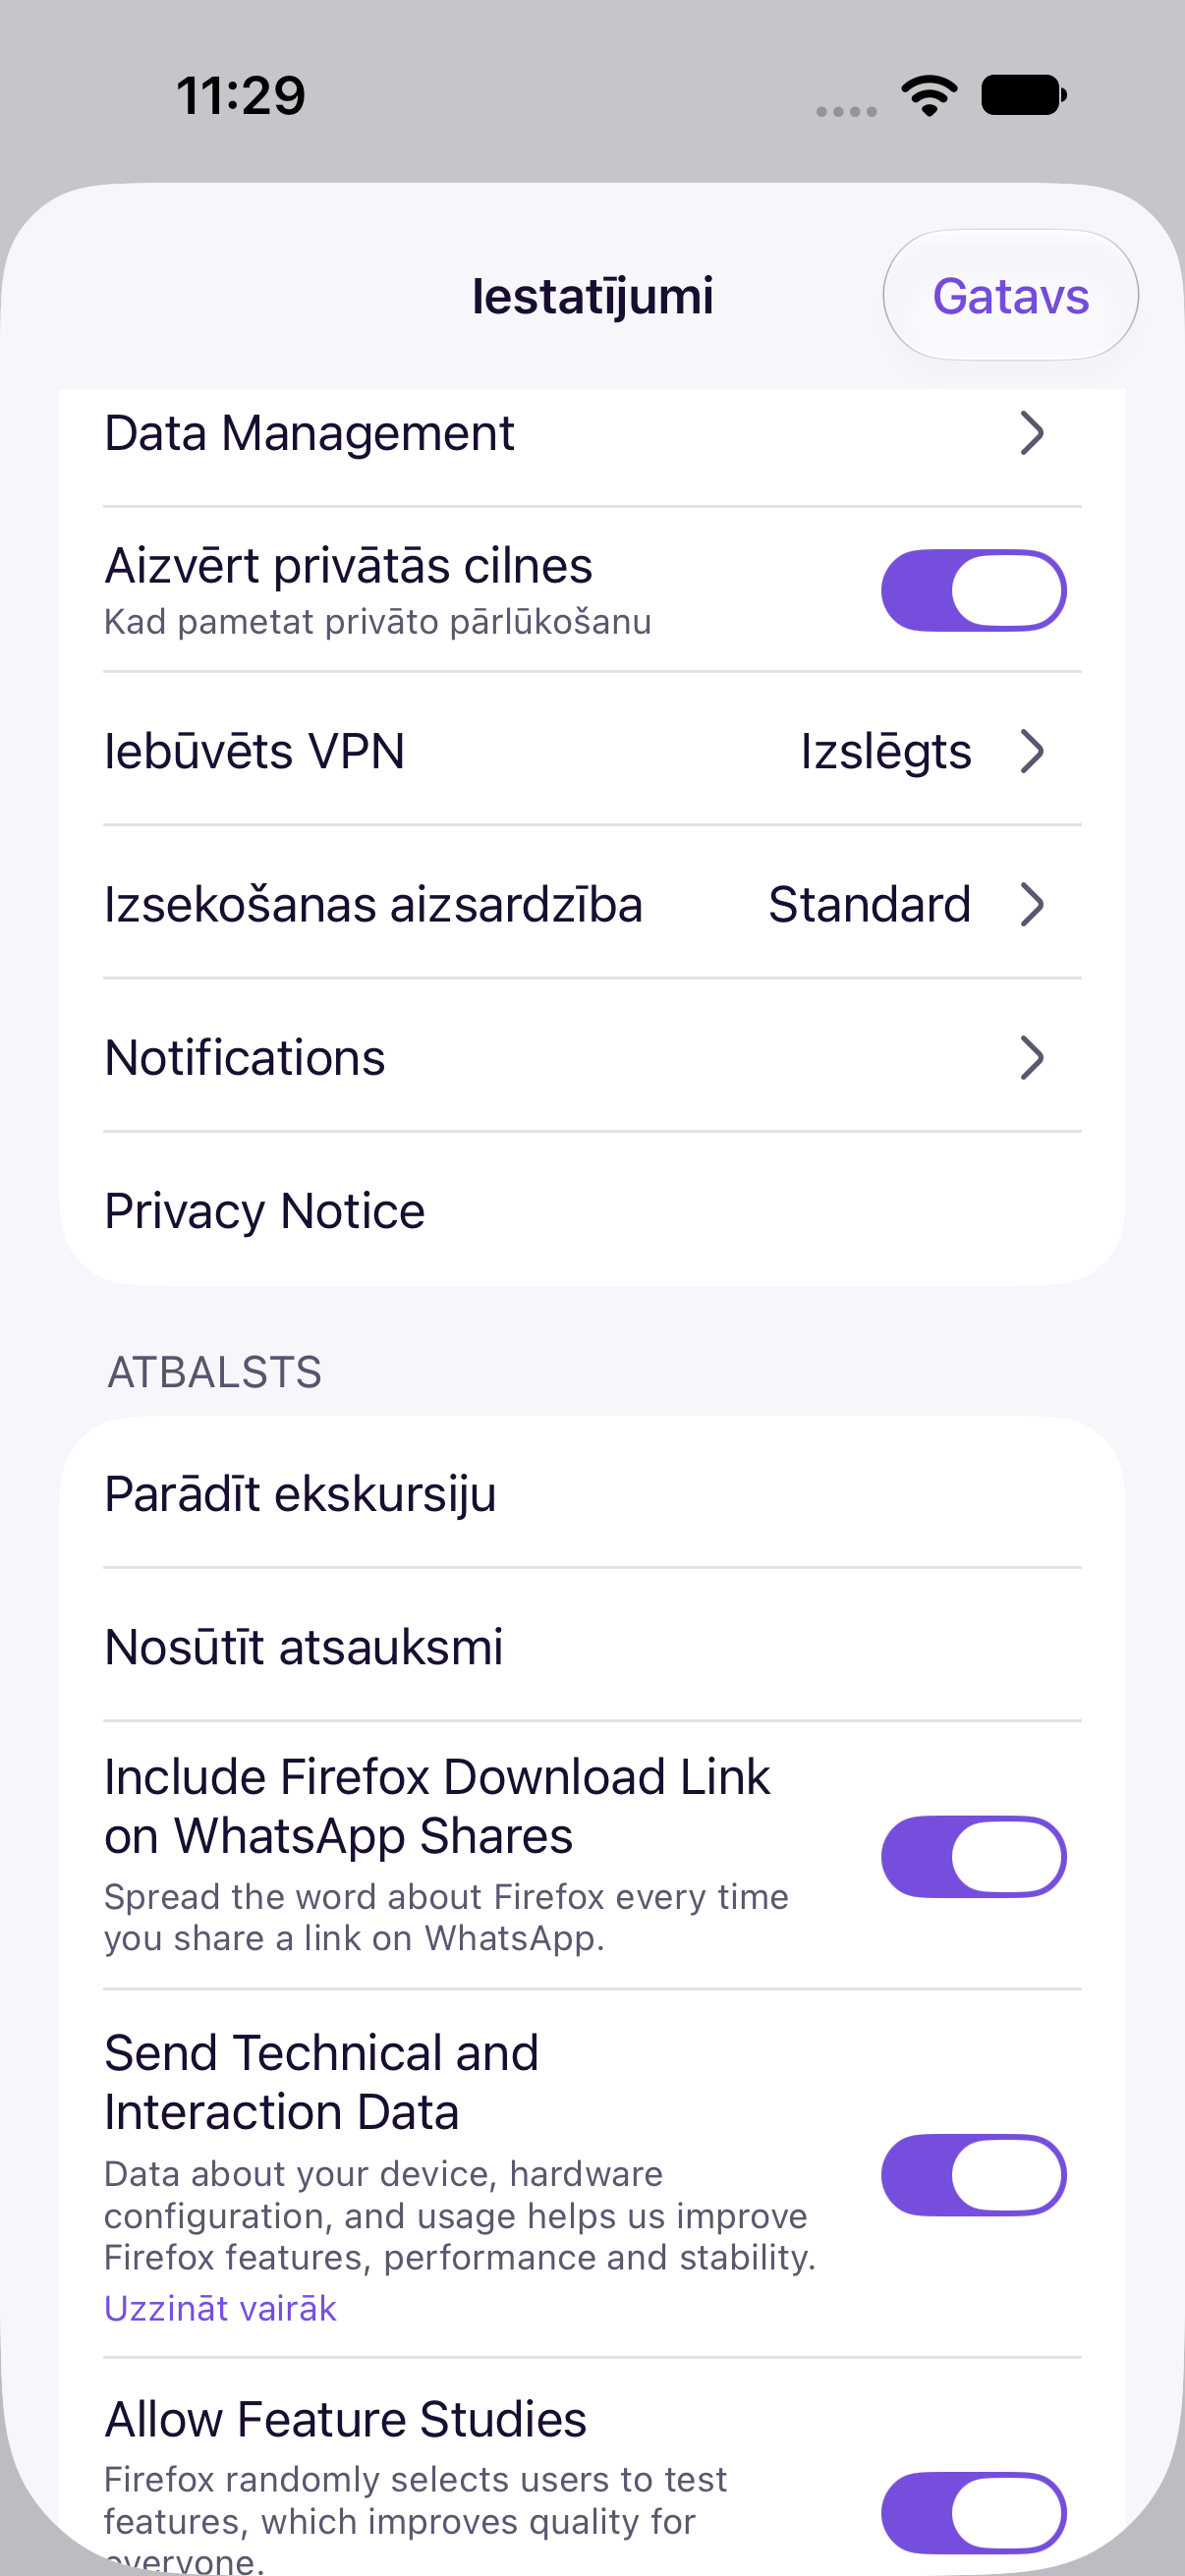 11:29
Iestatījumi
Gatavs
Data Management
Aizvērt privātās cilnes
Kad pametat privāto pārlūkošanu
Iebūvēts VPN
Izslēgts
Izsekošanas aizsardzība
Standard
Notifications
Privacy Notice
ATBALSTS
Parādīt ekskursiju
Nosūtīt atsauksmi
Include Firefox Download Link
on WhatsApp Shares
Spread the word about Firefox every time
you share a link on WhatsApp.
Send Technical and
Interaction Data
Data about your device, hardware
configuration, and usage helps us improve
Firefox features, performance and stability.
Uzzināt vairāk
Allow Feature Studies
Firefox randomly selects users to test
features, which improves quality for
everyone.